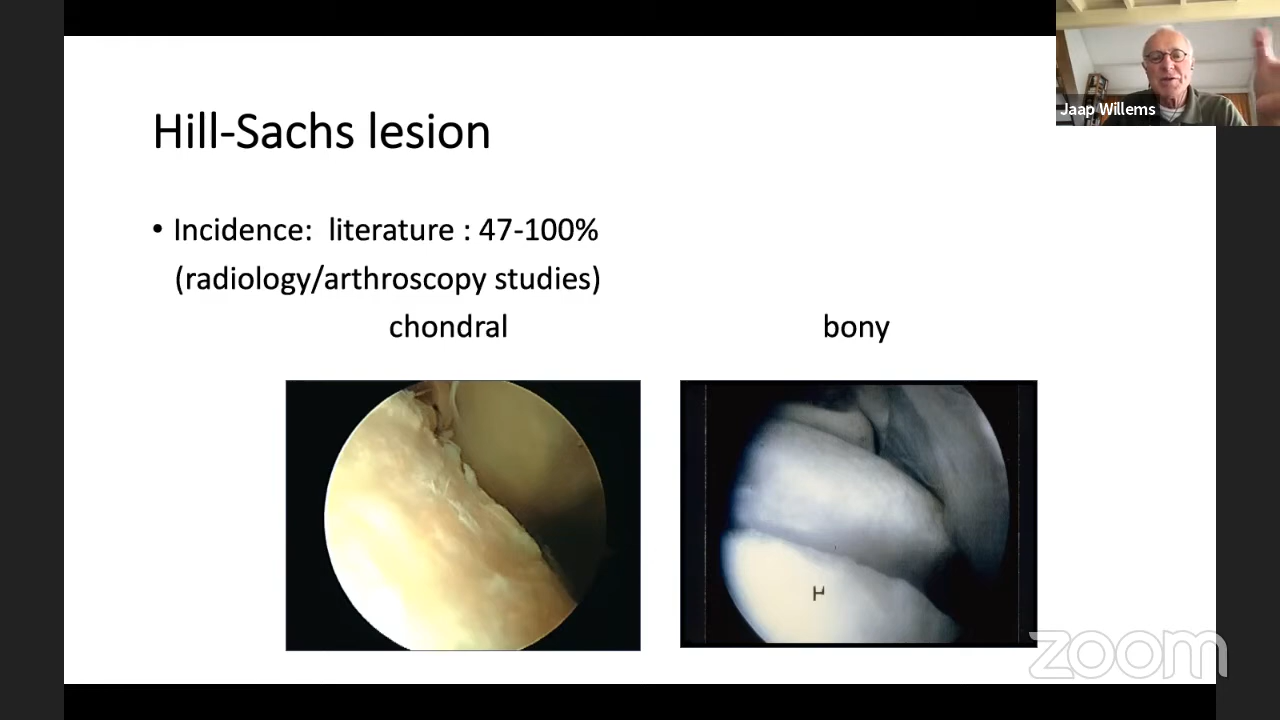 Jaap Willems
Hill-Sachs lesion
• Incidence: literature : 47-100%
(radiology/arthroscopy studies)
chondral
bony
H
zoom